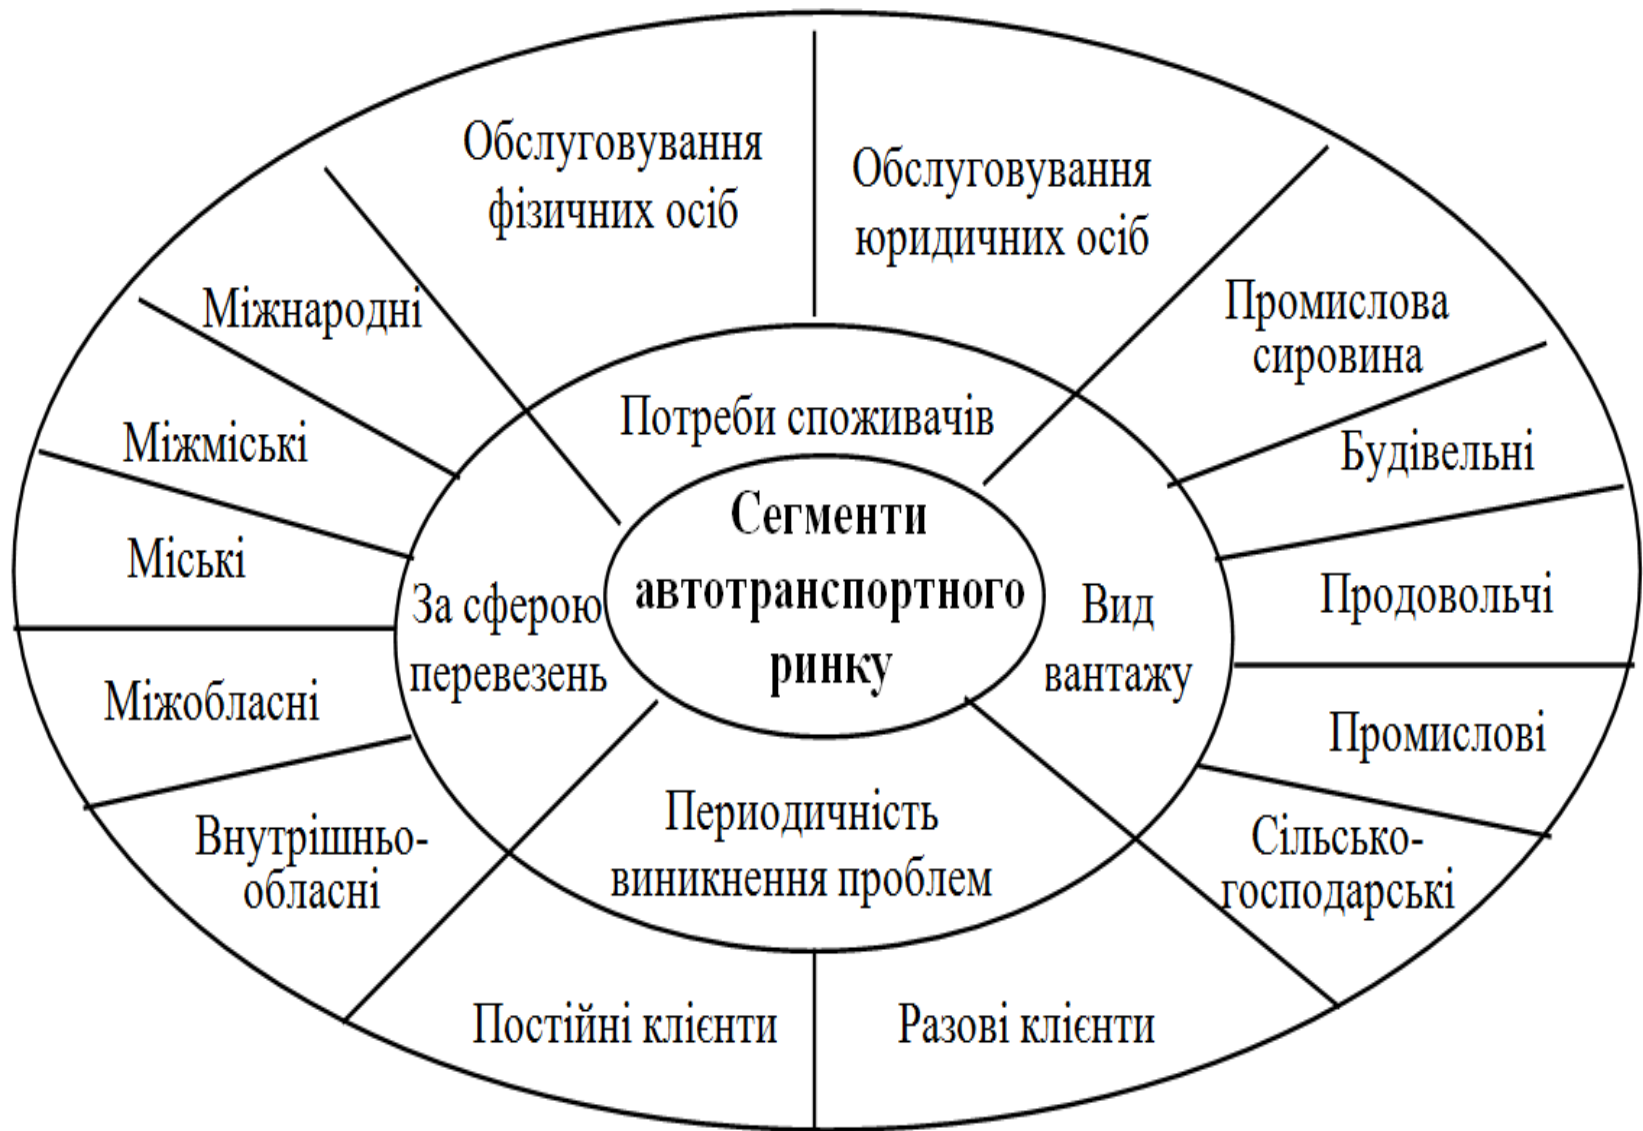 Обслуговування
фізичних осіб
Обслуговування
юридичних осіб
Міжнародні
Промислова
сировина
Потреби споживачів
Міжміські
Будівельні
Сегменти
автотранспортного
ринку
Міські
За сферою
перевезень
Вид
вантажу
Продовольчі
Міжобласні
Промислові
Внутрішньо-
обласні
Периодичність
виникнення проблем
Сільсько-
господарські
Постійні клієнти
Разові клієнти